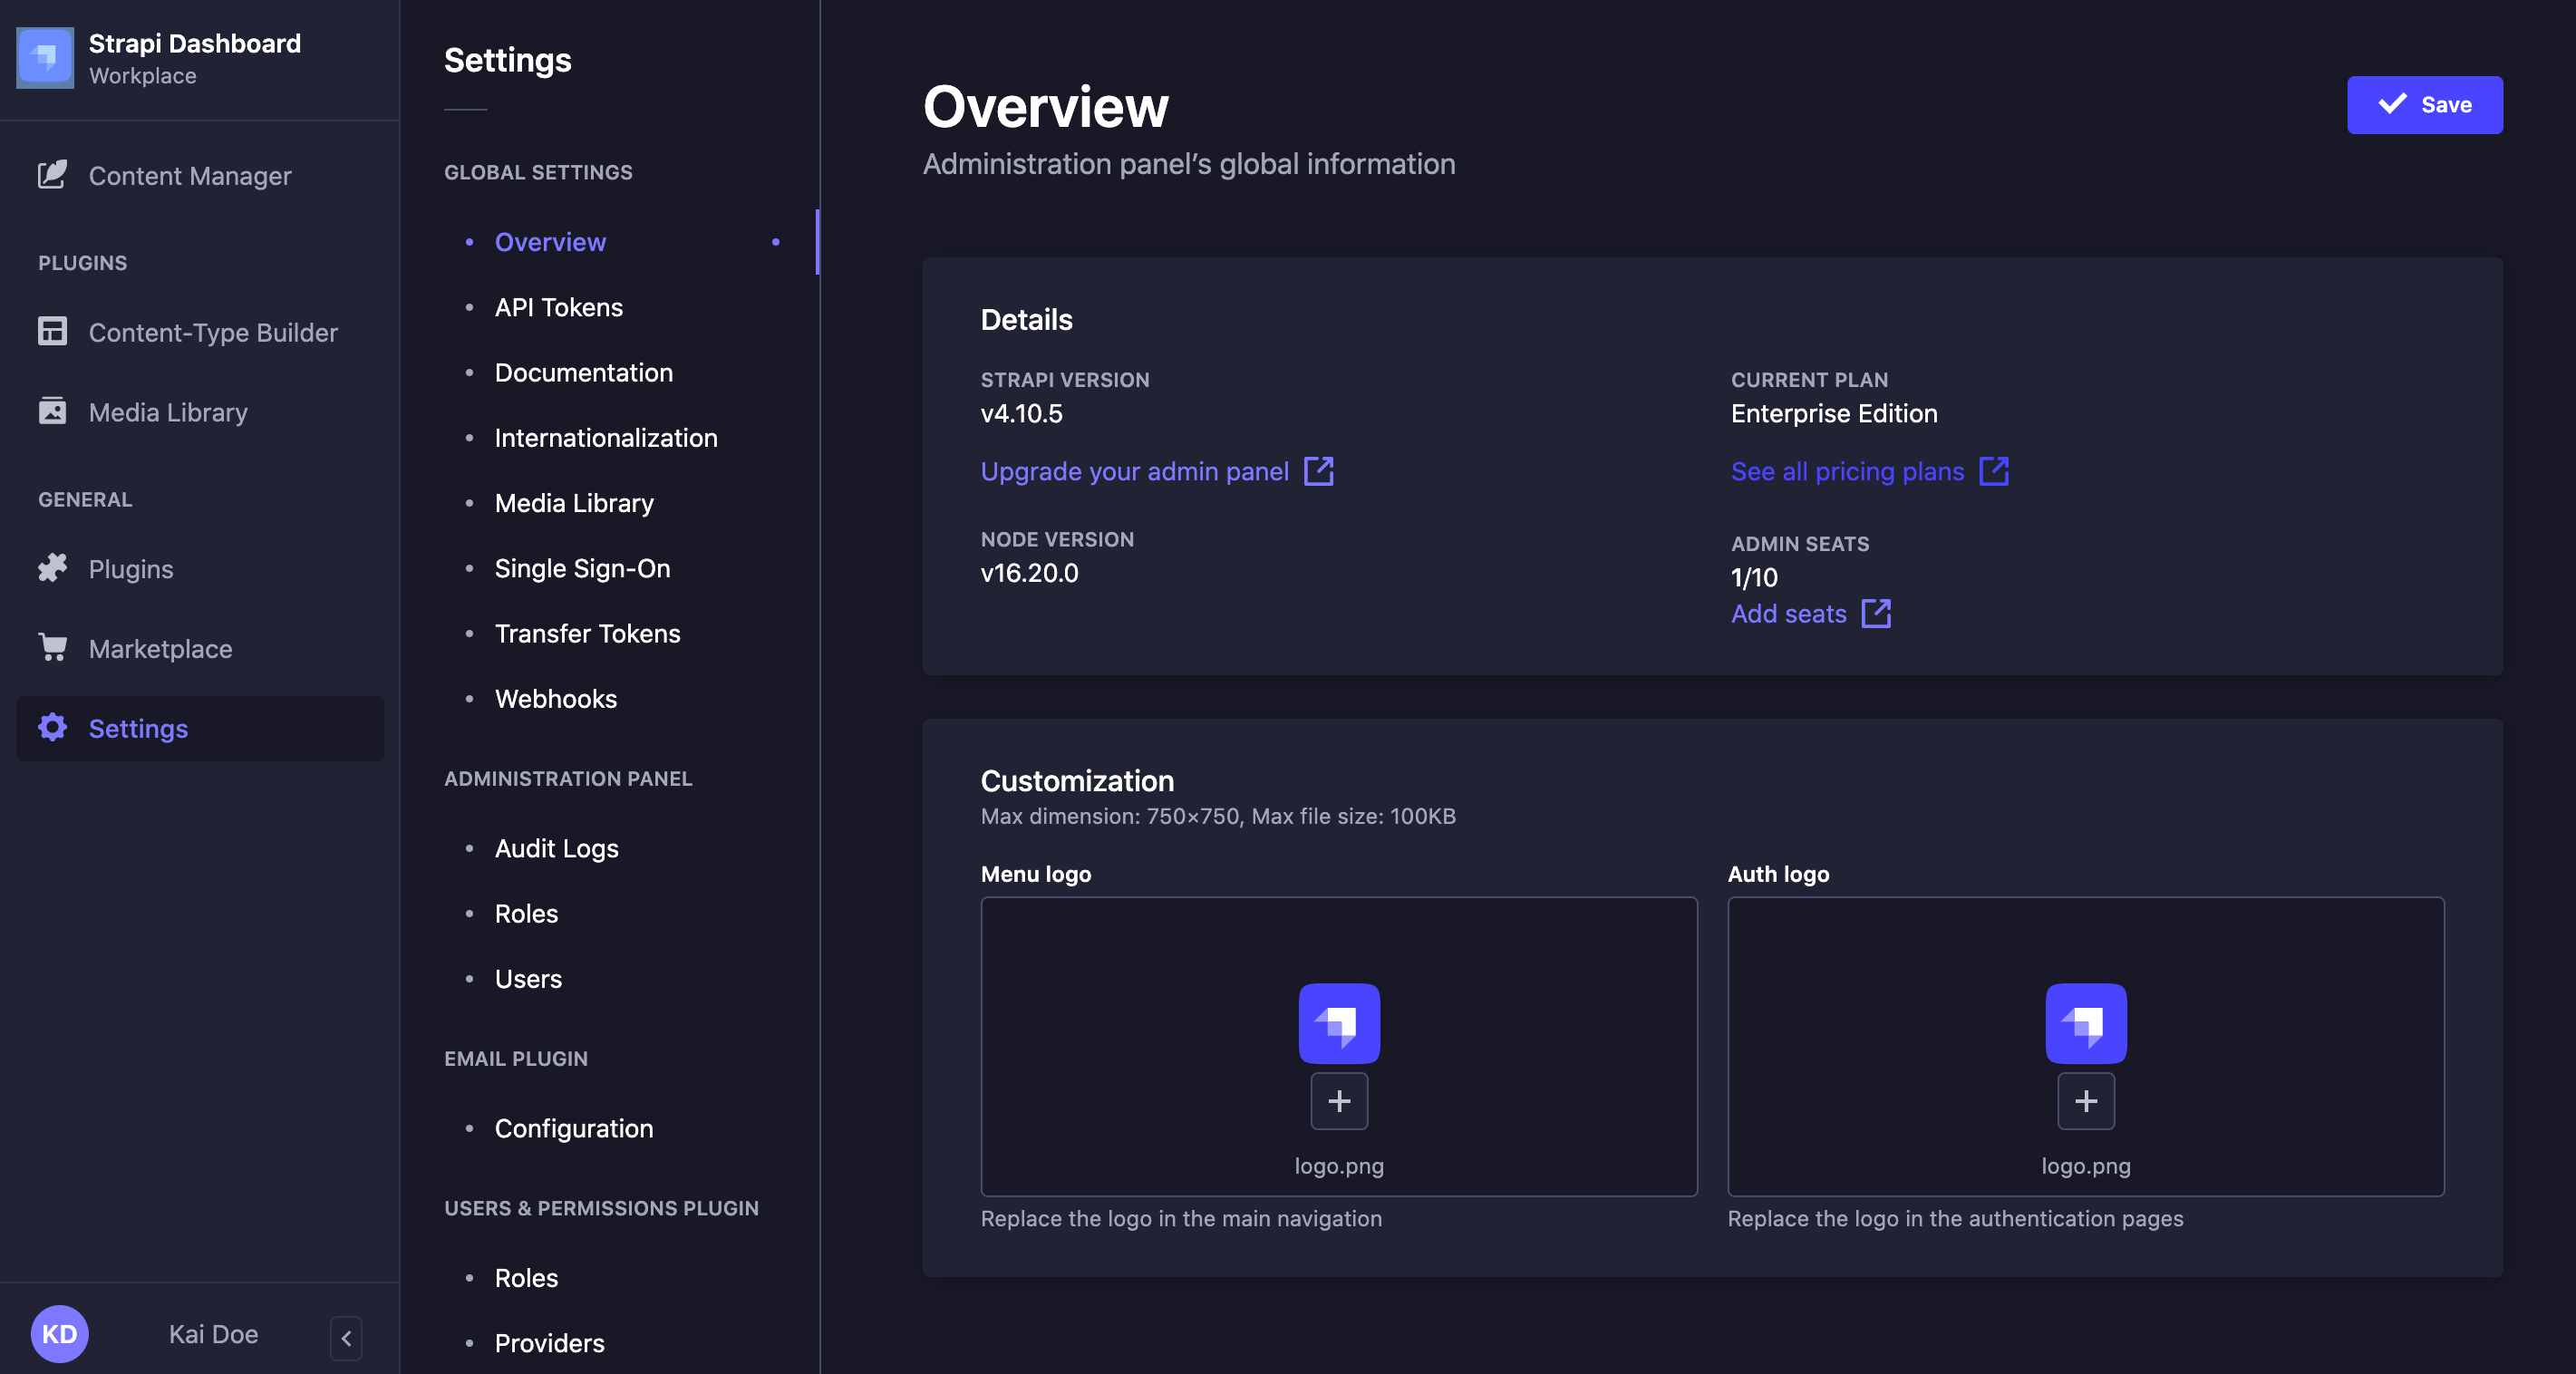 Strapi Dashboard
Workplace
Content Manager
PLUGINS
Content-Type Builder
Media Library
GENERAL
Plugins
Marketplace
Settings
KD
Kai Doe
Settings
GLOBAL SETTINGS
Overview
API Tokens
Documentation
Internationalization
Media Library
Single Sign-On
Transfer Tokens
Webhooks
ADMINISTRATION PANEL
Audit Logs
Roles
Users
EMAIL PLUGIN
Configuration
USERS & PERMISSIONS PLUGIN
Roles
Providers
Overview
Administration panel’s global information
Save
Details
STRAPI VERSION
v4.10.5
Upgrade your admin panel
NODE VERSION
v16.20.0
CURRENT PLAN
Enterprise Edition
See all pricing plans
ADMIN SEATS
1/10
Add seats
Customization
Max dimension: 750×750, Max file size: 100KB
Menu logo
logo.png
Replace the logo in the main navigation
Auth logo
logo.png
Replace the logo in the authentication pages